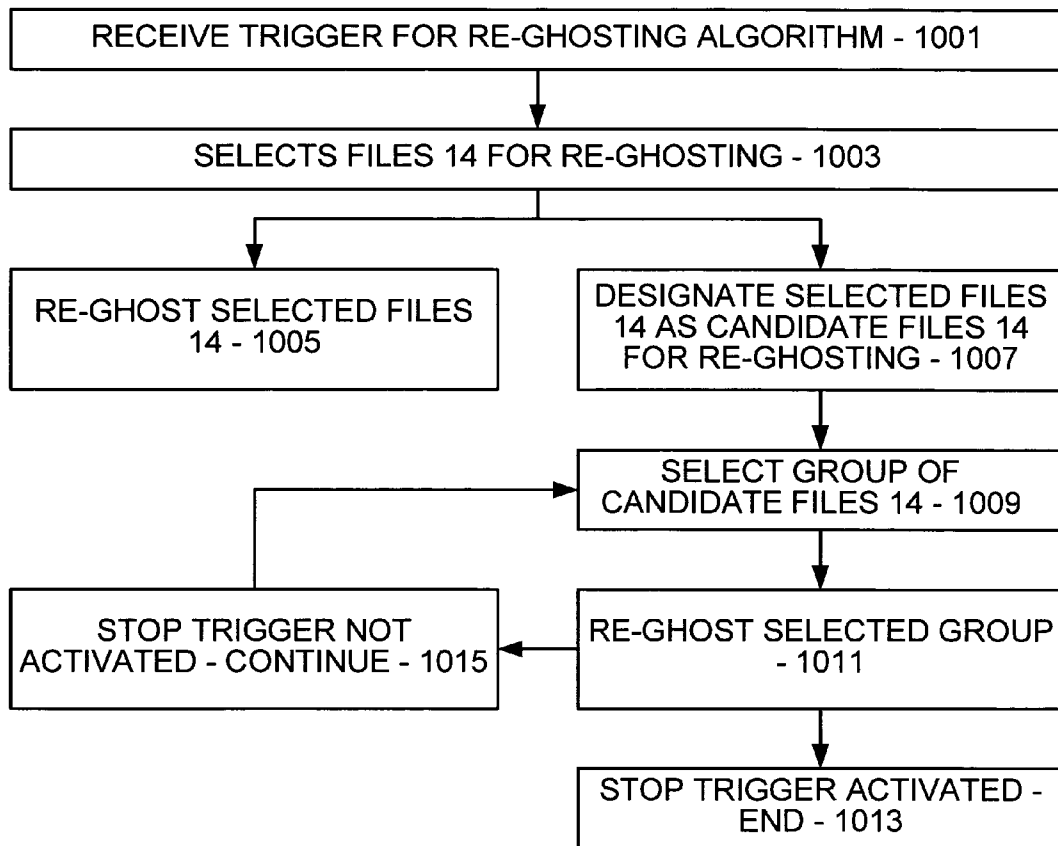 RECEIVE TRIGGER FOR RE-GHOSTING ALGORITHM - 1001
SELECTS FILES 14 FOR RE-GHOSTING - 1003
RE-GHOST SELECTED FILES
14 - 1005
DESIGNATE SELECTED FILES
14 AS CANDIDATE FILES 14
FOR RE-GHOSTING - 1007
SELECT GROUP OF
CANDIDATE FILES 14 - 1009
STOP TRIGGER NOT
ACTIVATED - CONTINUE - 1015
RE-GHOST SELECTED GROUP
- 1011
STOP TRIGGER ACTIVATED -
END - 1013